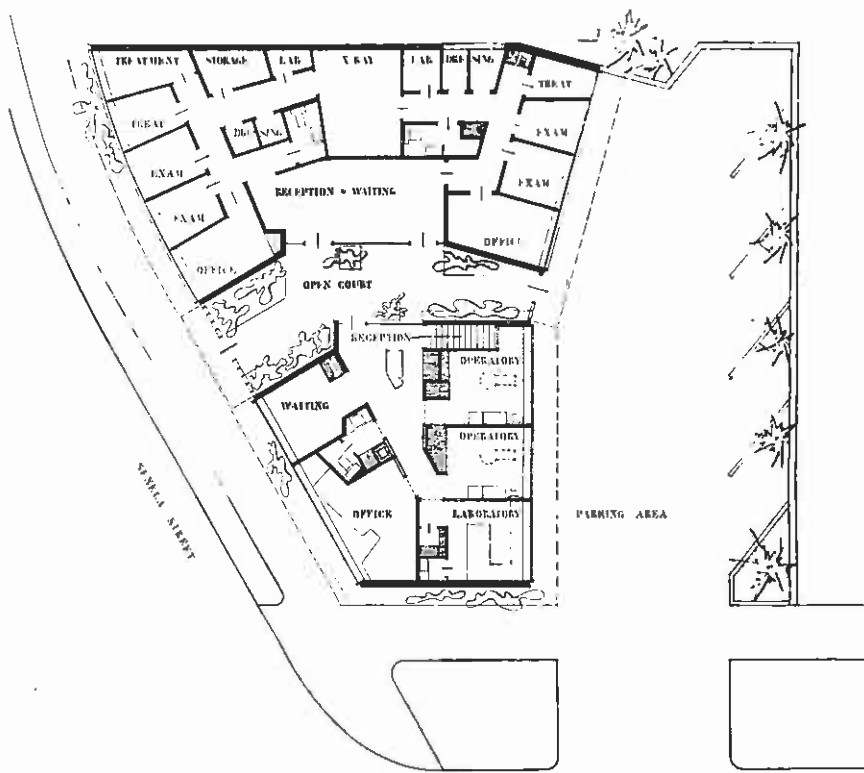 TREATMENT STORAGE LAB X RAY LAB DRESSING
TREAT
TREAT DRESSING EXAM
EXAM EXAM
RECEPTION & WAITING
EXAM
OFFICE OFFICE
OPEN COURT
RECEPTION
OPERATORY
WAITING
OPERATORY
OFFICE LABORATORY PARKING AREA
SENECA STREET